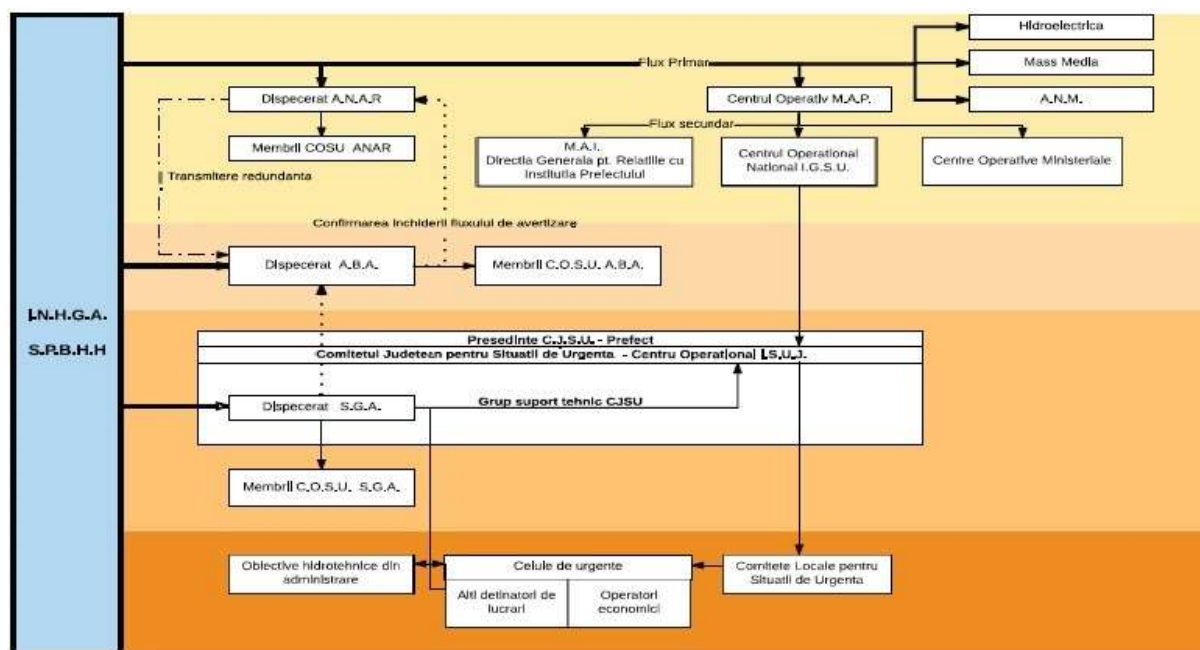 Hidroelectrica
Flux Primar
Mass Media
Dispecerat A.N.A.R
Centrul Operativ M.A.P.
A.N.M.
Flux secundar
Membrii COSU ANAR
M.A.I.
Directia Generala pt. Relatiile cu
Institutia Prefectului
Centrul Operational
National I.G.S.U.
Centre Operative Ministeriale
Transmitere redundanta
Confirmarea inchiderii fluxului de avertizare
Dispecerat A.B.A.
Membrii C.O.S.U. A.B.A.
I.N.H.G.A.
S.P.B.H.H
Presedinte C.J.S.U. - Prefect
Comitetul Judetean pentru Situatii de Urgenta - Centru Operational I.S.U.J.
Dispecerat S.G.A.
Grup suport tehnic CJSU
Membrii C.O.S.U. S.G.A.
Obiective hidrotehnice din
administrare
Celule de urgente
Comitete Locale pentru
Situatii de Urgenta
Alti detinatori de
lucrari
Operatori
economici